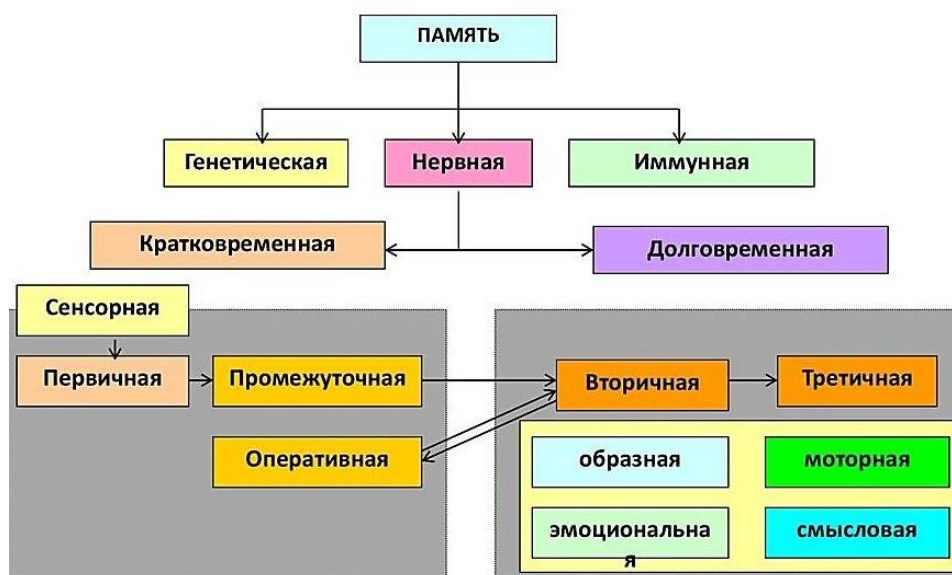 ПАМЯТЬ
Генетическая
Нервная
Иммунная
Кратковременная
Долговременная
Сенсорная
Первичная
Промежуточная
Вторичная
Третичная
Оперативная
образная
моторная
эмоциональна
я
смысловая